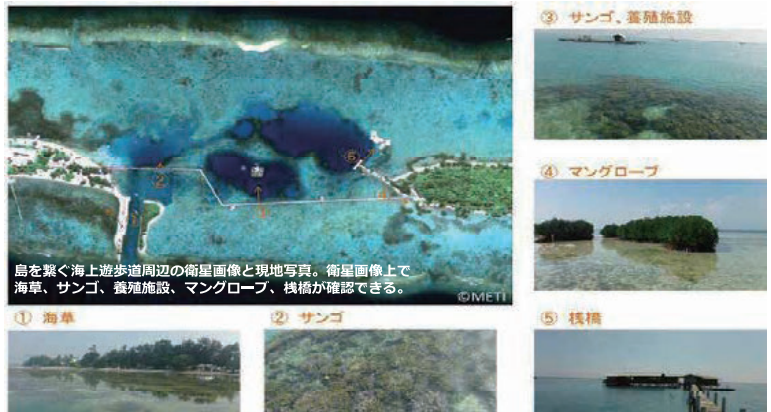 ③ サンゴ、養殖施設
④ マングローブ
島を繋ぐ海上遊歩道周辺の衛星画像と現地写真。衛星画像上で
海草、サンゴ、養殖施設、マングローブ、桟橋が確認できる。
©METI
① 海草
② サンゴ
⑤ 桟橋